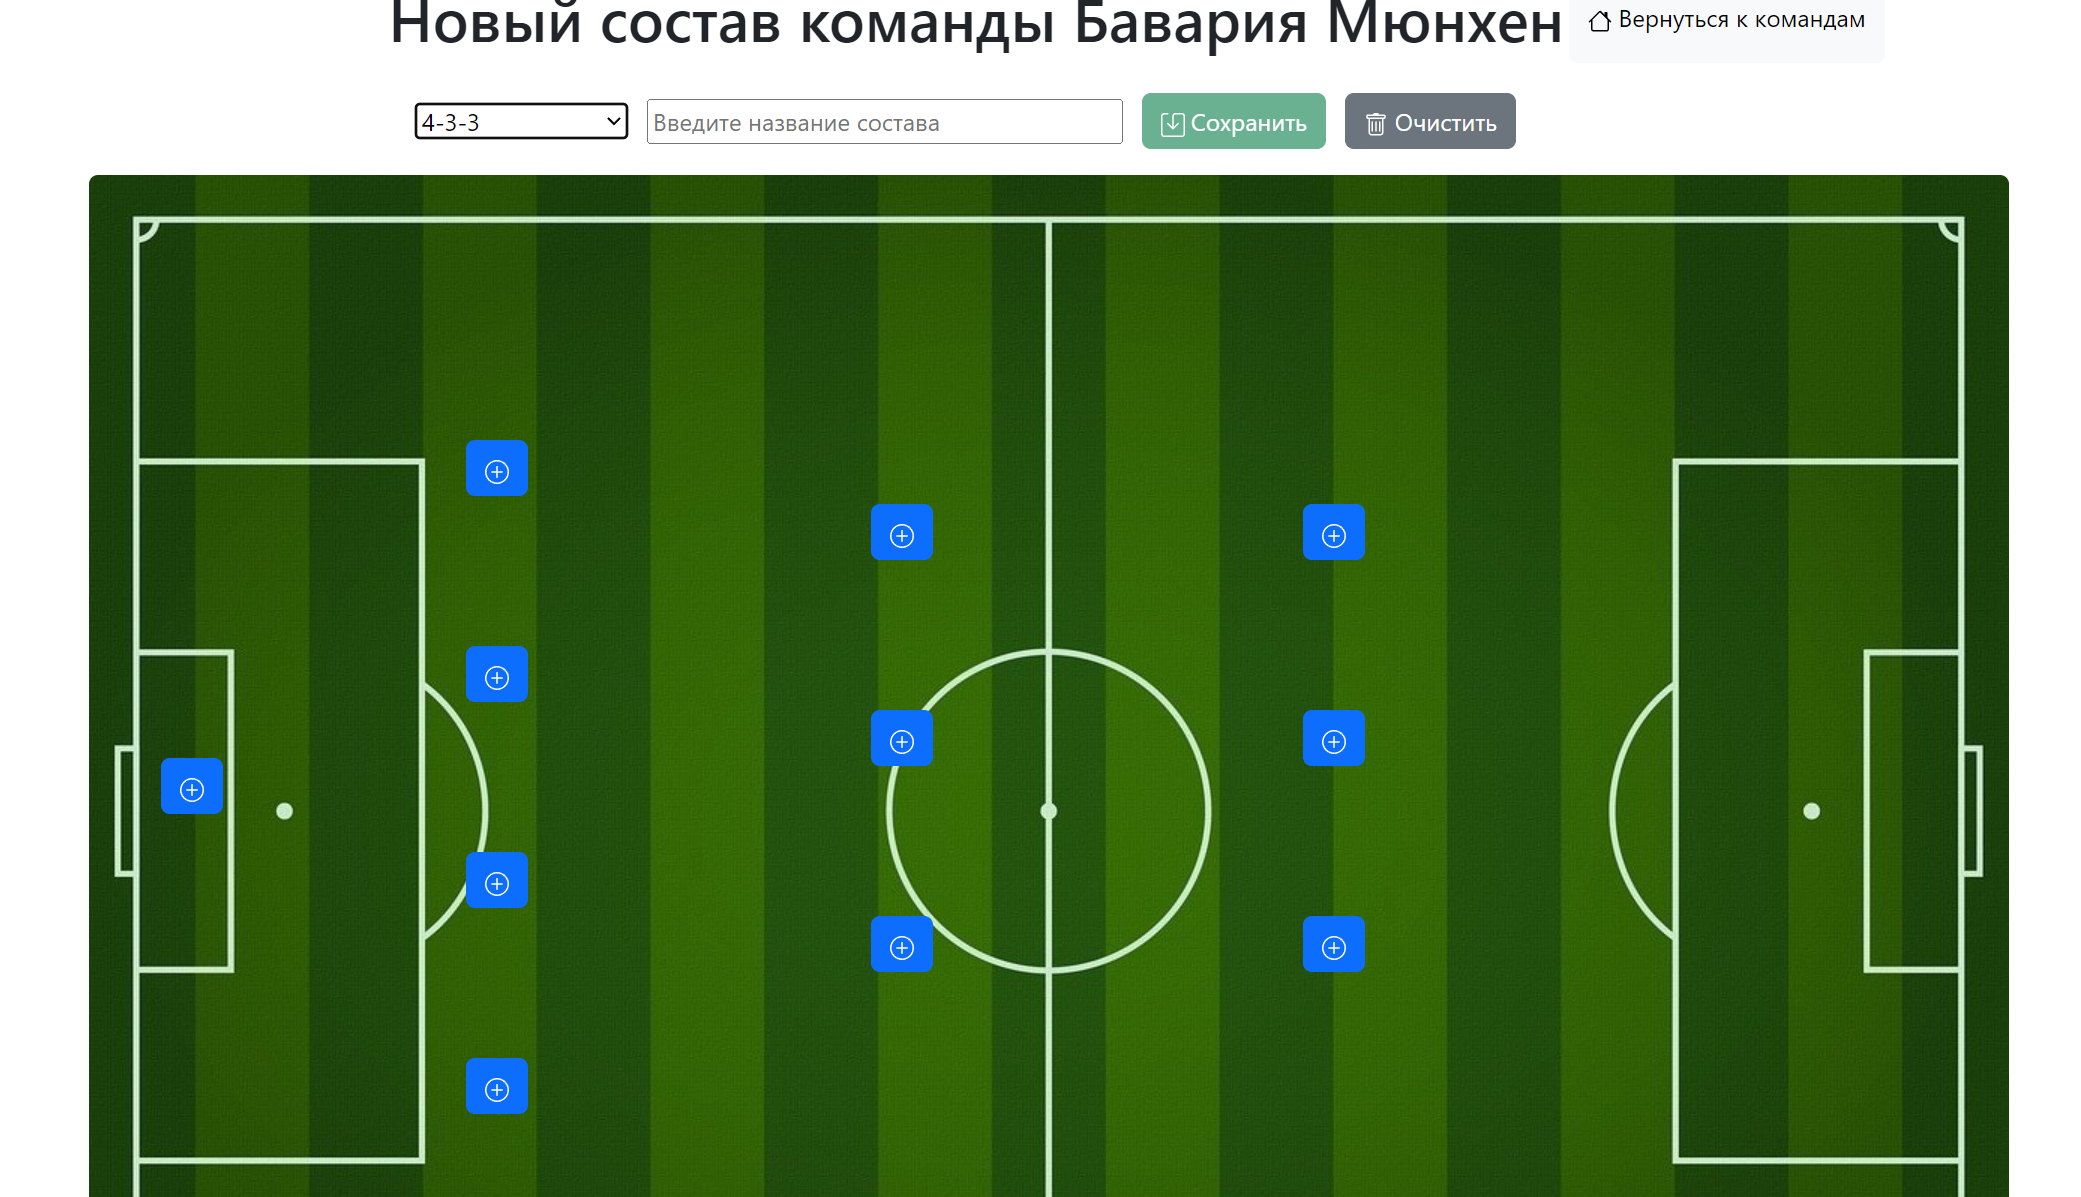 Новый состав команды Бавария Мюнхен
Вернуться к командам
4-3-3
Введите название состава
Сохранить
Очистить